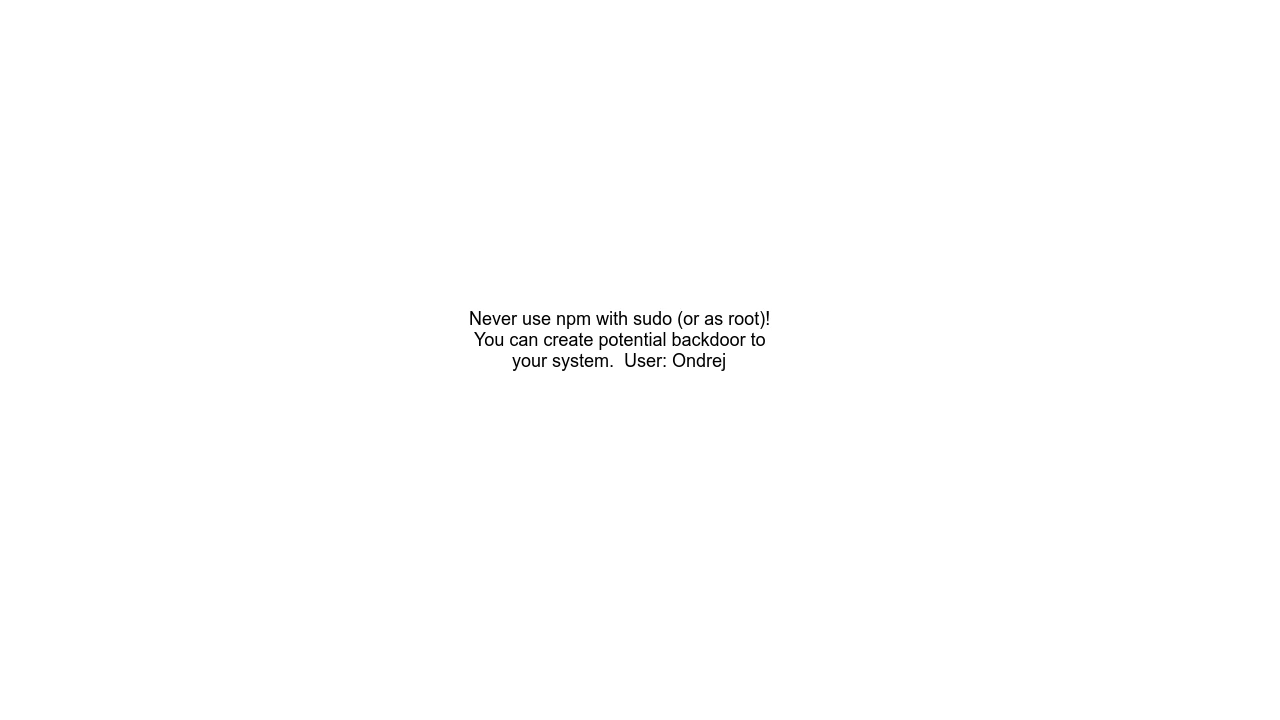 Never use npm with sudo (or as root)!
You can create potential backdoor to
your system.  User: Ondrej